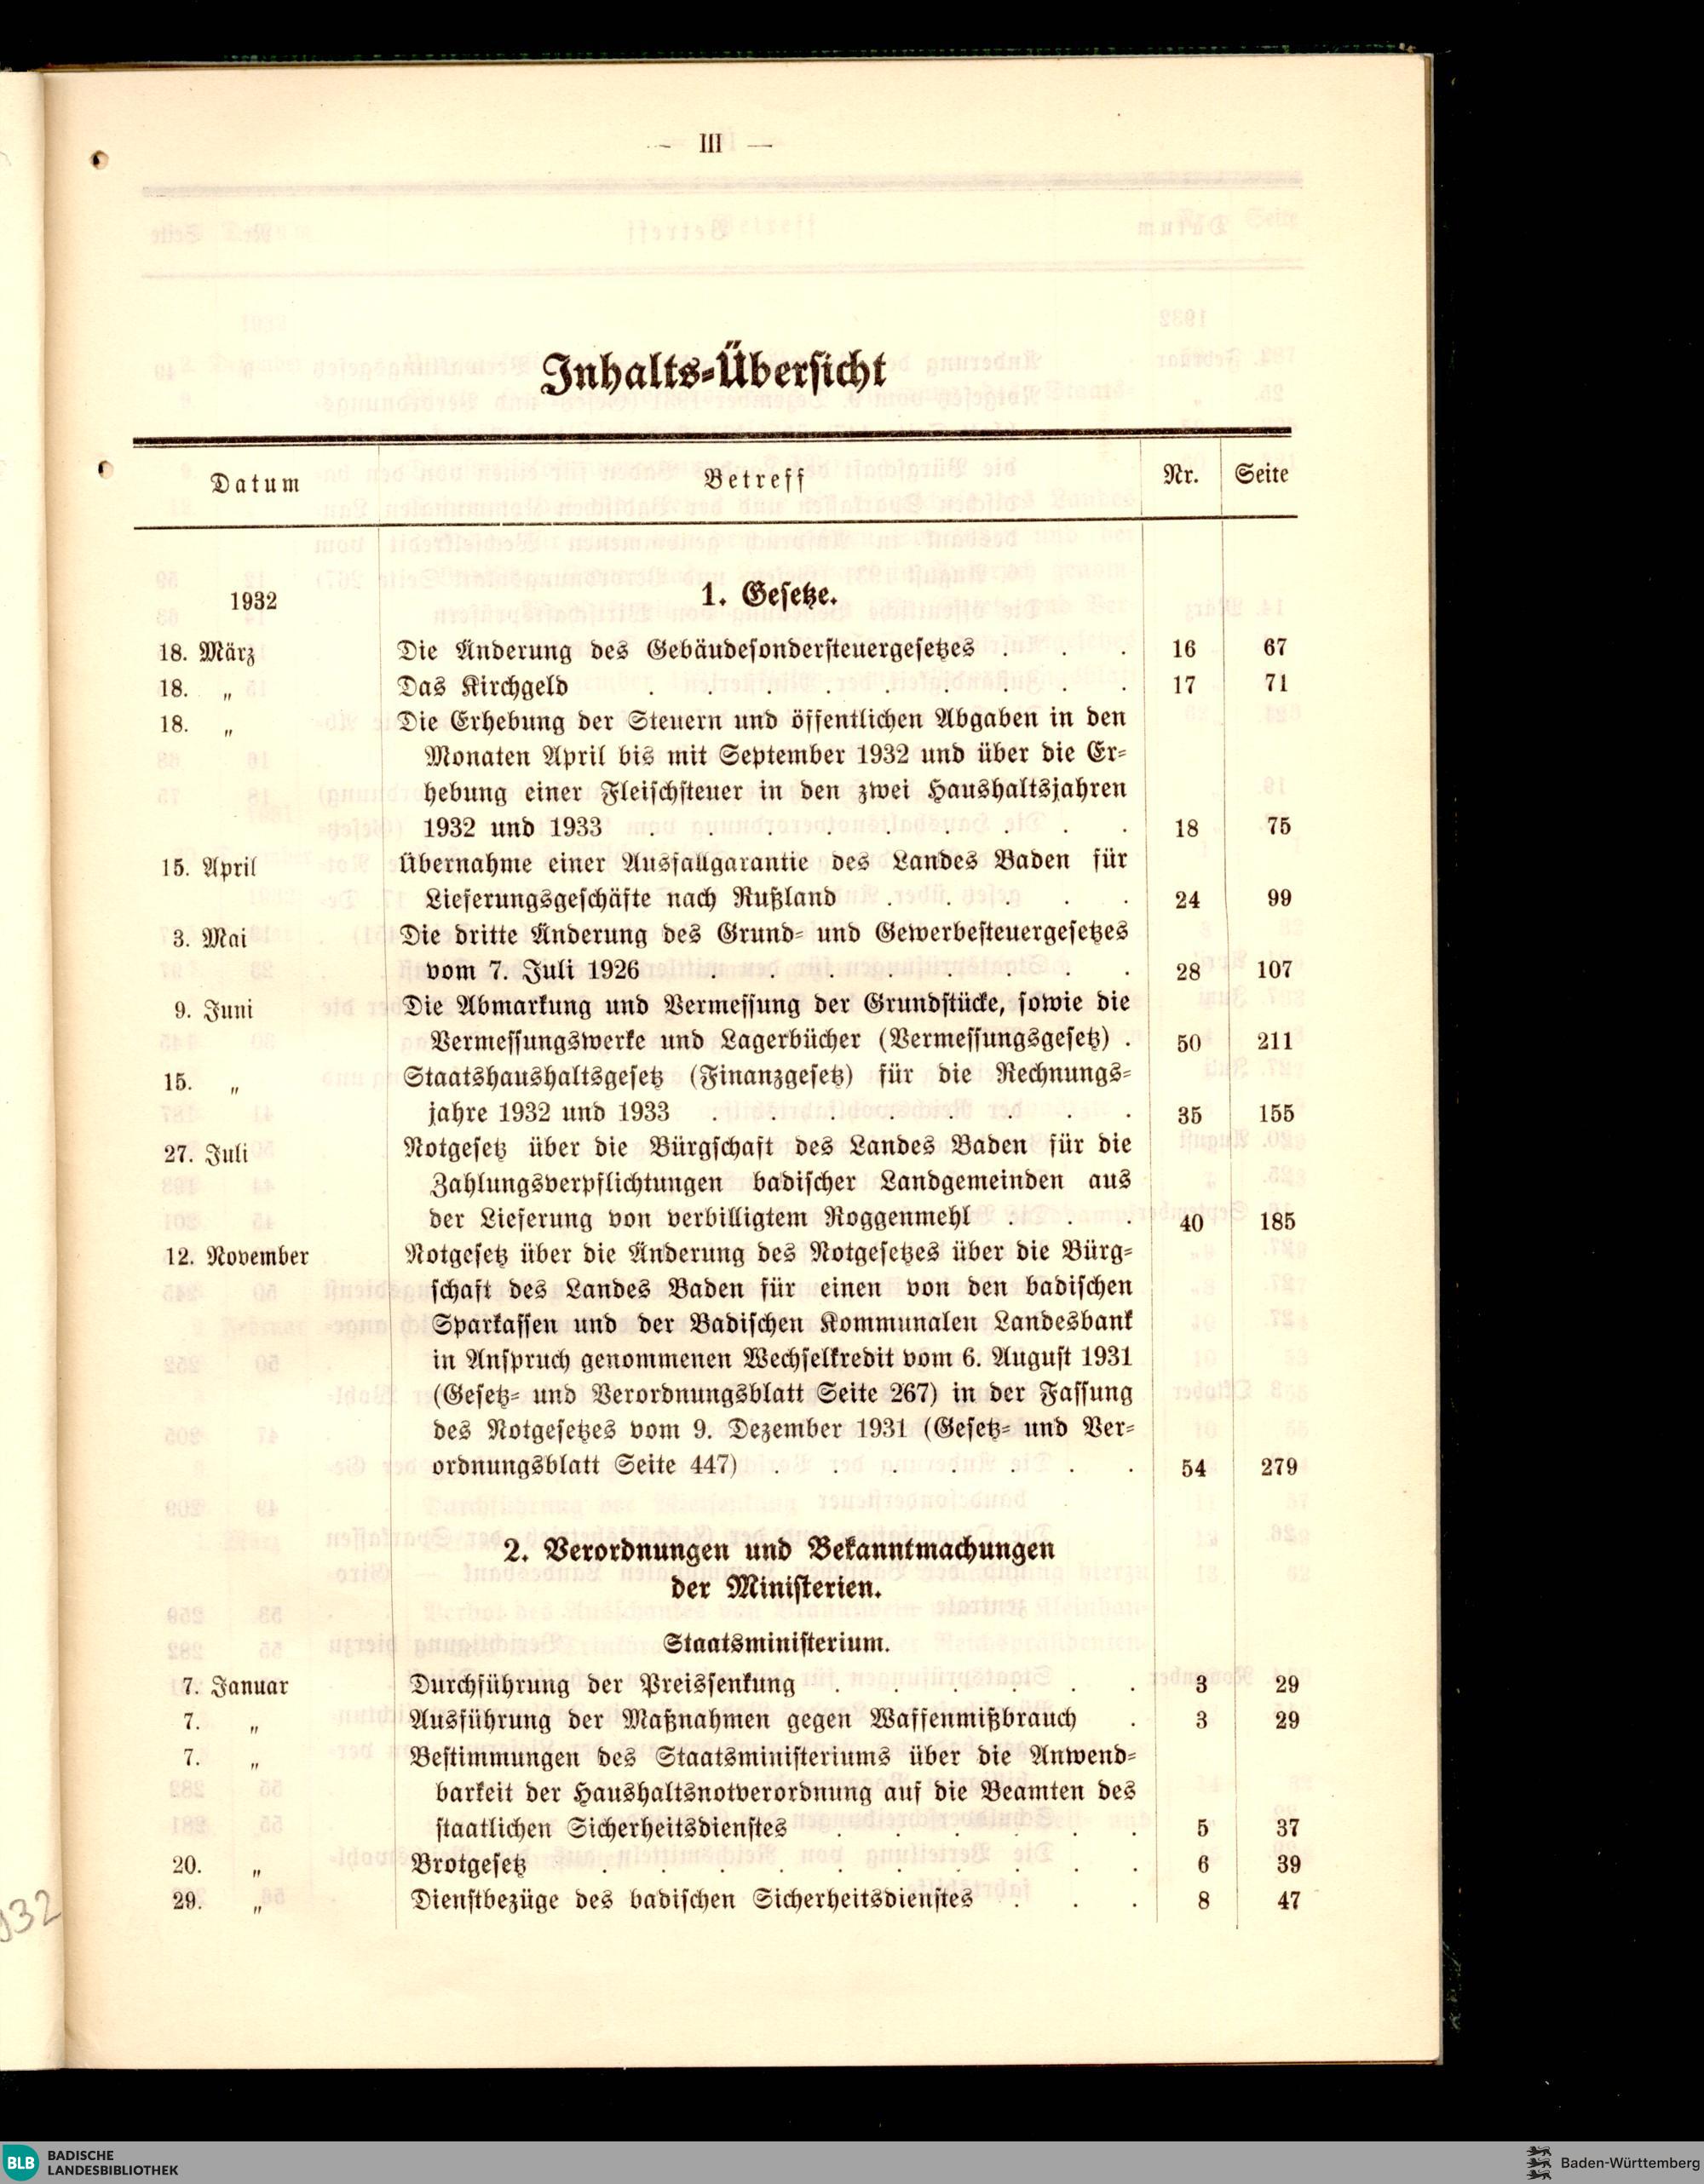 — III —
Inhalts-Übersicht
Datum Betreff Nr. Seite
1932 1. Gesetze.
18. März Die Änderung des Gebäudesondersteuergesetzes . . . 16 67
18. „ Das Kirchgeld . . . . . . . . . 17 71
18. „ Die Erhebung der Steuern und öffentlichen Abgaben in den
Monaten April bis mit September 1932 und über die Er-
hebung einer Fleischsteuer in den zwei Haushaltsjahren
1932 und 1933 . . . . . . . . . 18 75
15. April Übernahme einer Ausfallgarantie des Landes Baden für
Lieferungsgeschäfte nach Rußland . . . . . 24 99
3. Mai Die dritte Änderung des Grund- und Gewerbesteuergesetzes
vom 7. Juli 1926 . . . . . . . . 28 107
9. Juni Die Abmarkung und Vermessung der Grundstücke, sowie die
Vermessungswerke und Lagerbücher (Vermessungsgesetz) . 50 211
15. „ Staatshaushaltsgesetz (Finanzgesetz) für die Rechnungs-
jahre 1932 und 1933 . . . . . . . . 35 155
27. Juli Notgesetz über die Bürgschaft des Landes Baden für die
Zahlungsverpflichtungen badischer Landgemeinden aus
der Lieferung von verbilligtem Roggenmehl . . . 40 185
12. November Notgesetz über die Änderung des Notgesetzes über die Bürg-
schaft des Landes Baden für einen von den badischen
Sparkassen und der Badischen Kommunalen Landesbank
in Anspruch genommenen Wechselkredit vom 6. August 1931
(Gesetz- und Verordnungsblatt Seite 267) in der Fassung
des Notgesetzes vom 9. Dezember 1931 (Gesetz- und Ver-
ordnungsblatt Seite 447) . . . . . . . 54 279
2. Verordnungen und Bekanntmachungen
der Ministerien.
Staatsministerium.
7. Januar Durchführung der Preissenkung . . . . . . 3 29
7. „ Ausführung der Maßnahmen gegen Waffenmißbrauch . 3 29
7. „ Bestimmungen des Staatsministeriums über die Anwend-
barkeit der Haushaltsnotverordnung auf die Beamten des
staatlichen Sicherheitsdienstes . . . . . . 5 37
20. „ Brotgesetz . . . . . . . . . . 6 39
29. „ Dienstbezüge des badischen Sicherheitsdienstes . . . 8 47
BLB BADISCHE
LANDESBIBLIOTHEK
Baden-Württemberg